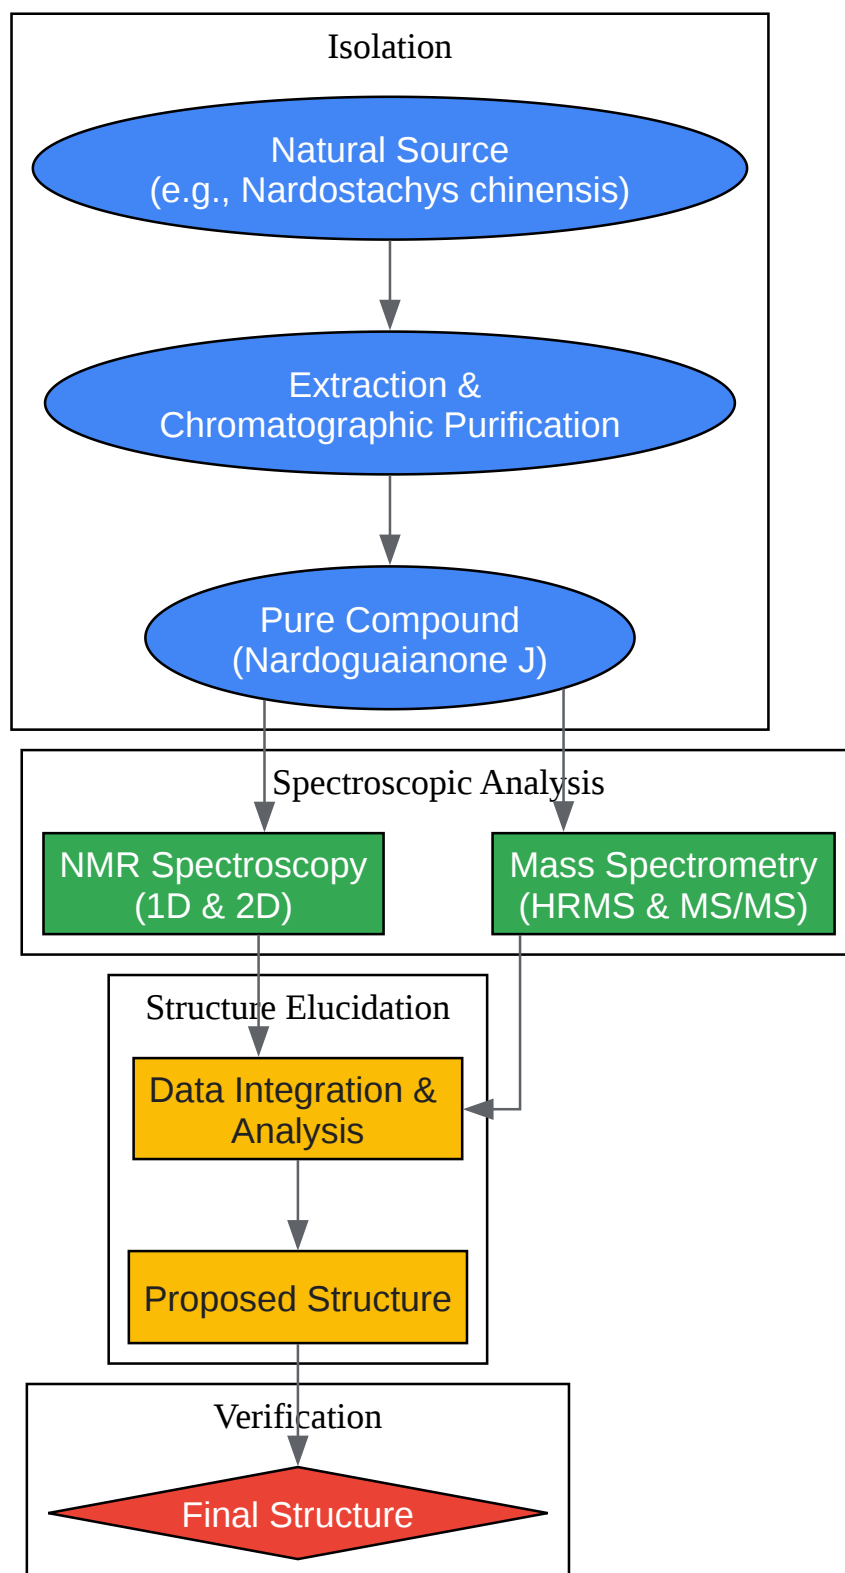 Isolation
Natural Source
(e.g., Nardostachys chinensis)
Extraction &
Chromatographic Purification
Pure Compound
(Nardoguaianone J)
Spectroscopic Analysis
NMR Spectroscopy
(1D & 2D)
Mass Spectrometry
(HRMS & MS/MS)
Structure Elucidation
Data Integration &
Analysis
Proposed Structure
Verification
Final Structure